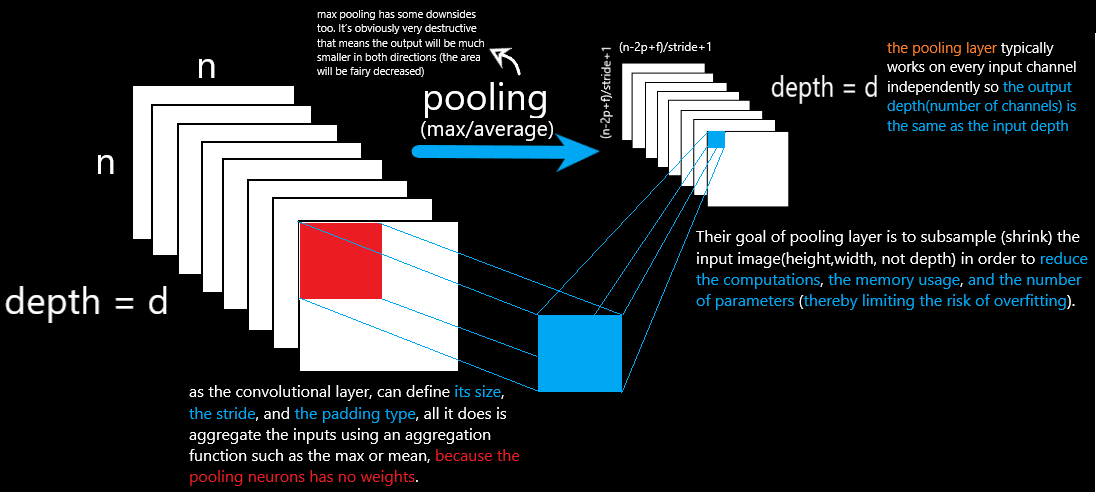 max pooling has some downsides
too. It's obviously very destructive
that means the output will be much
smaller in both directions (the area
will be fairy decreased)
n
n
depth = d
pooling
(max/average)
(n-2p+f)/stride+1
(n-2p+f)/stride+1
depth = d
the pooling layer typically
works on every input channel
independently so the output
depth(number of channels) is
the same as the input depth
Their goal of pooling layer is to subsample (shrink) the
input image(height,width, not depth) in order to reduce
the computations, the memory usage, and the number
of parameters (thereby limiting the risk of overfitting).
as the convolutional layer, can define its size,
the stride, and the padding type, all it does is
aggregate the inputs using an aggregation
function such as the max or mean, because the
pooling neurons has no weights.